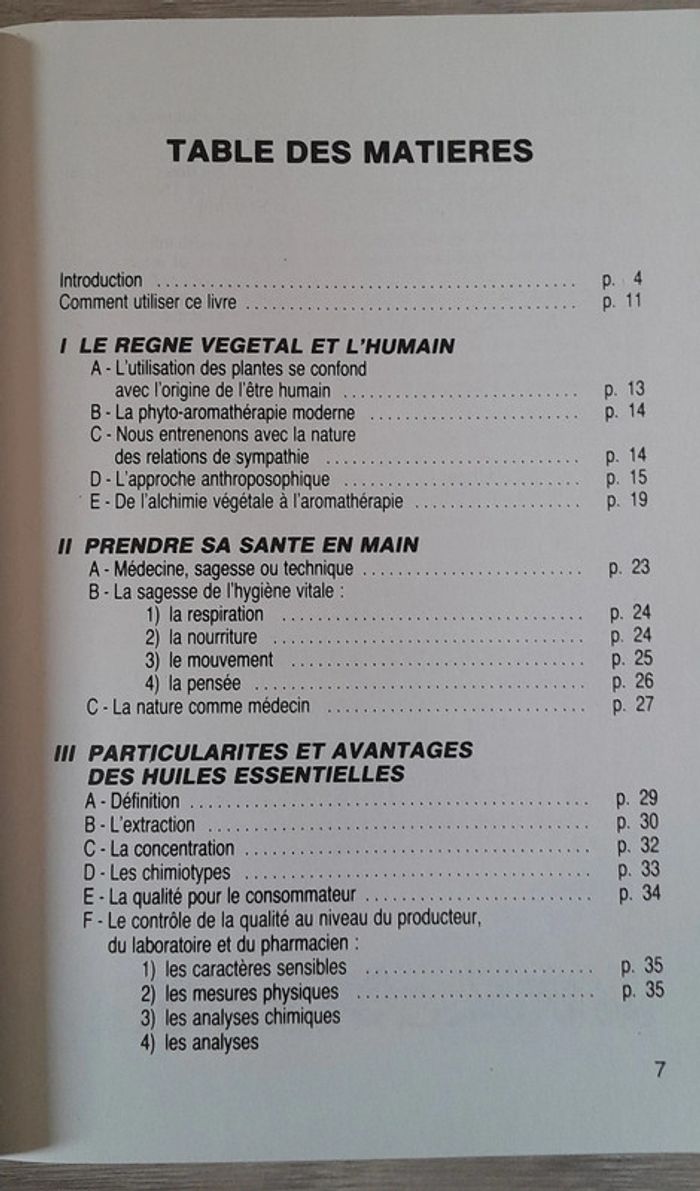 TABLE DES MATIERES
Introduction ........................................ p. 4
Comment utiliser ce livre ........................................ p. 11
I LE REGNE VEGETAL ET L'HUMAIN
A - L'utilisation des plantes se confond
avec l'origine de l'être humain ........................................ p. 13
B - La phyto-aromathérapie moderne ........................................ p. 14
C - Nous entrenenons avec la nature
des relations de sympathie ........................................ p. 14
D - L'approche anthroposophique ........................................ p. 15
E - De l'alchimie végétale à l'aromathérapie ........................................ p. 19
II PRENDRE SA SANTE EN MAIN
A - Médecine, sagesse ou technique ........................................ p. 23
B - La sagesse de l'hygiène vitale :
1) la respiration ........................................ p. 24
2) la nourriture ........................................ p. 24
3) le mouvement ........................................ p. 25
4) la pensée ........................................ p. 26
C - La nature comme médecin ........................................ p. 27
III PARTICULARITES ET AVANTAGES
DES HUILES ESSENTIELLES
A - Définition ........................................ p. 29
B - L'extraction ........................................ p. 30
C - La concentration ........................................ p. 32
D - Les chimiotypes ........................................ p. 33
E - La qualité pour le consommateur ........................................ p. 34
F - Le contrôle de la qualité au niveau du producteur,
du laboratoire et du pharmacien :
1) les caractères sensibles ........................................ p. 35
2) les mesures physiques ........................................ p. 35
3) les analyses chimiques
4) les analyses
7